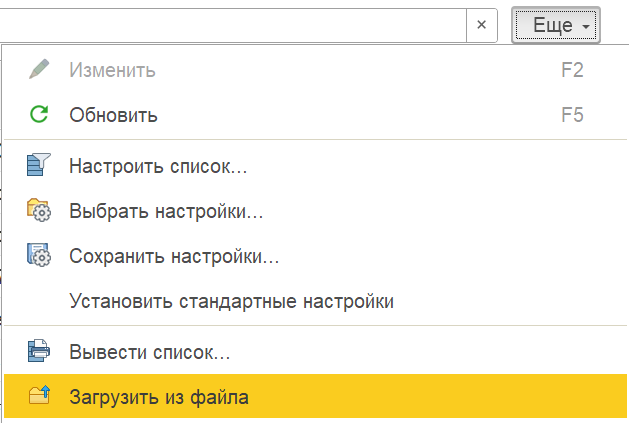 × Еще
Изменить F2
Обновить F5
Настроить список...
Выбрать настройки...
Сохранить настройки...
Установить стандартные настройки
Вывести список...
Загрузить из файла